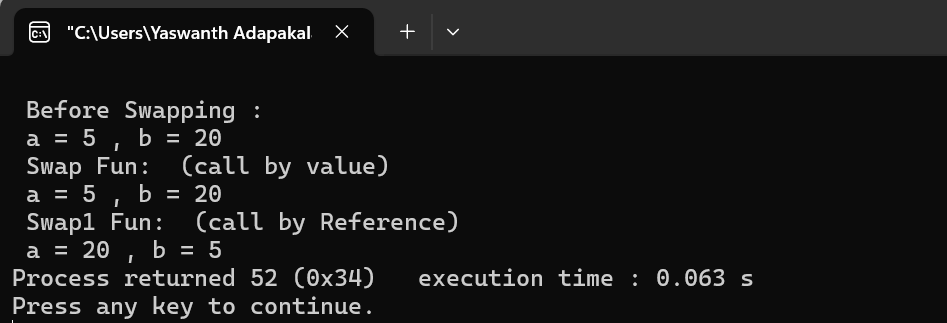 "C:\Users\Yaswanth Adapakal
Before Swapping :
a = 5 , b = 20
Swap Fun:  (call by value)
a = 5 , b = 20
Swap1 Fun:  (call by Reference)
a = 20 , b = 5
Process returned 52 (0x34)   execution time : 0.063 s
Press any key to continue.